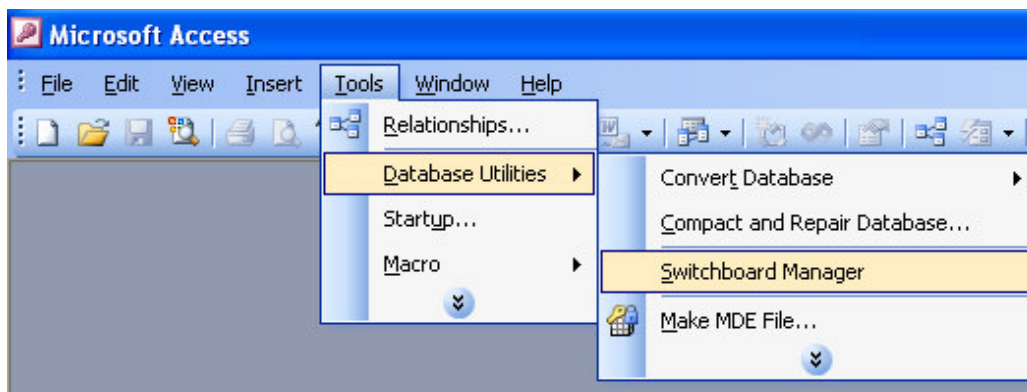 Microsoft Access
File Edit View Insert Tools Window Help
Relationships...
Database Utilities
Startup...
Macro
Convert Database
Compact and Repair Database...
Switchboard Manager
Make MDE File...